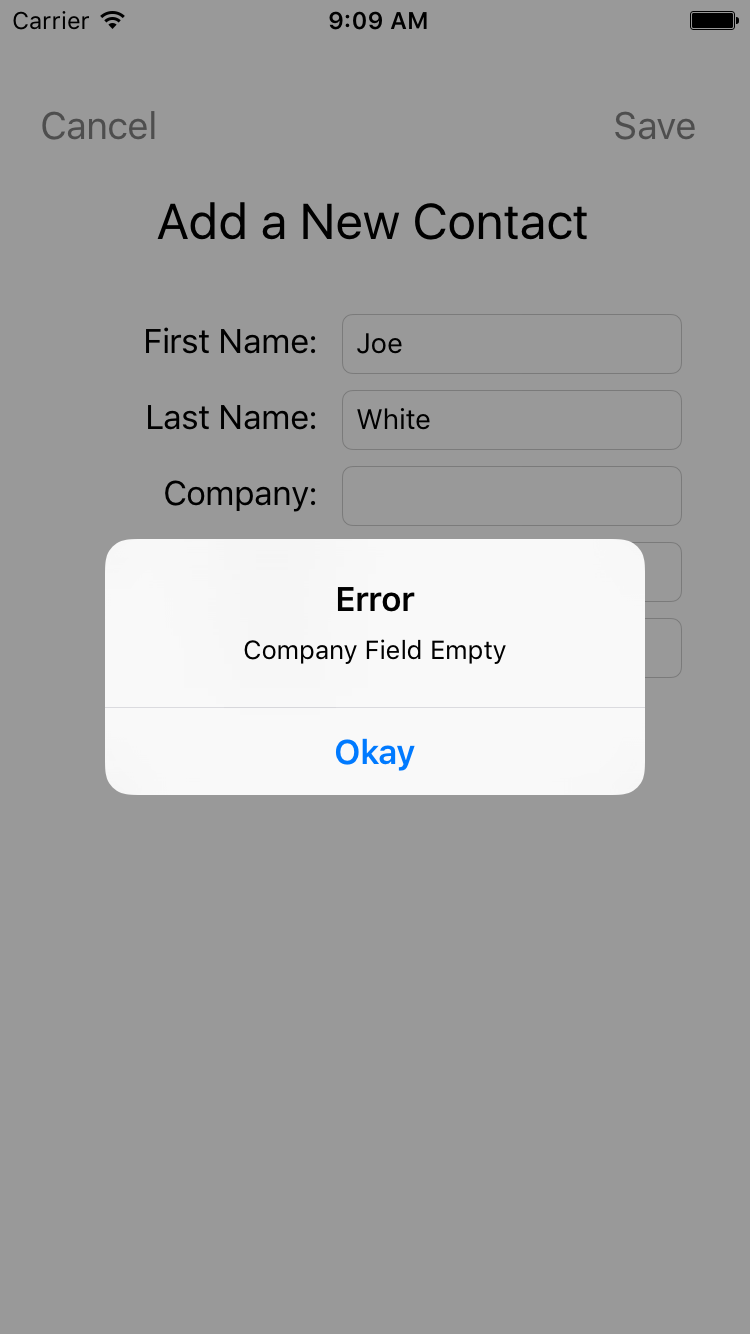 Carrier 9:09 AM
Cancel Save
Add a New Contact
First Name: Joe
Last Name: White
Company:
Error
Company Field Empty
Okay